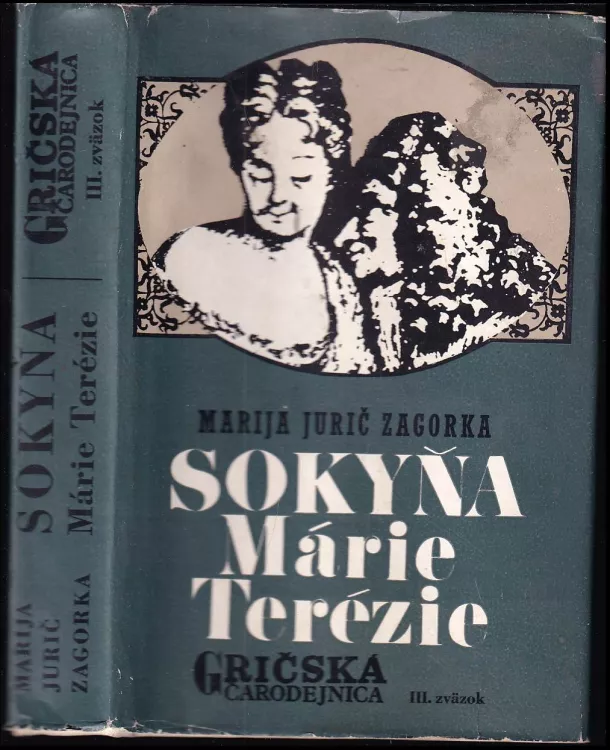 MARIJA JURIČ ZAGORKA
SOKYŇA
Márie
Terézie
GRIČSKÁ
ČARODEJNICA
III. zväzok
MARIJA
JURIČ
ZAGORKA
SOKYŇA
Márie Terézie
GRIČSKÁ
ČARODEJNICA
III. zväzok